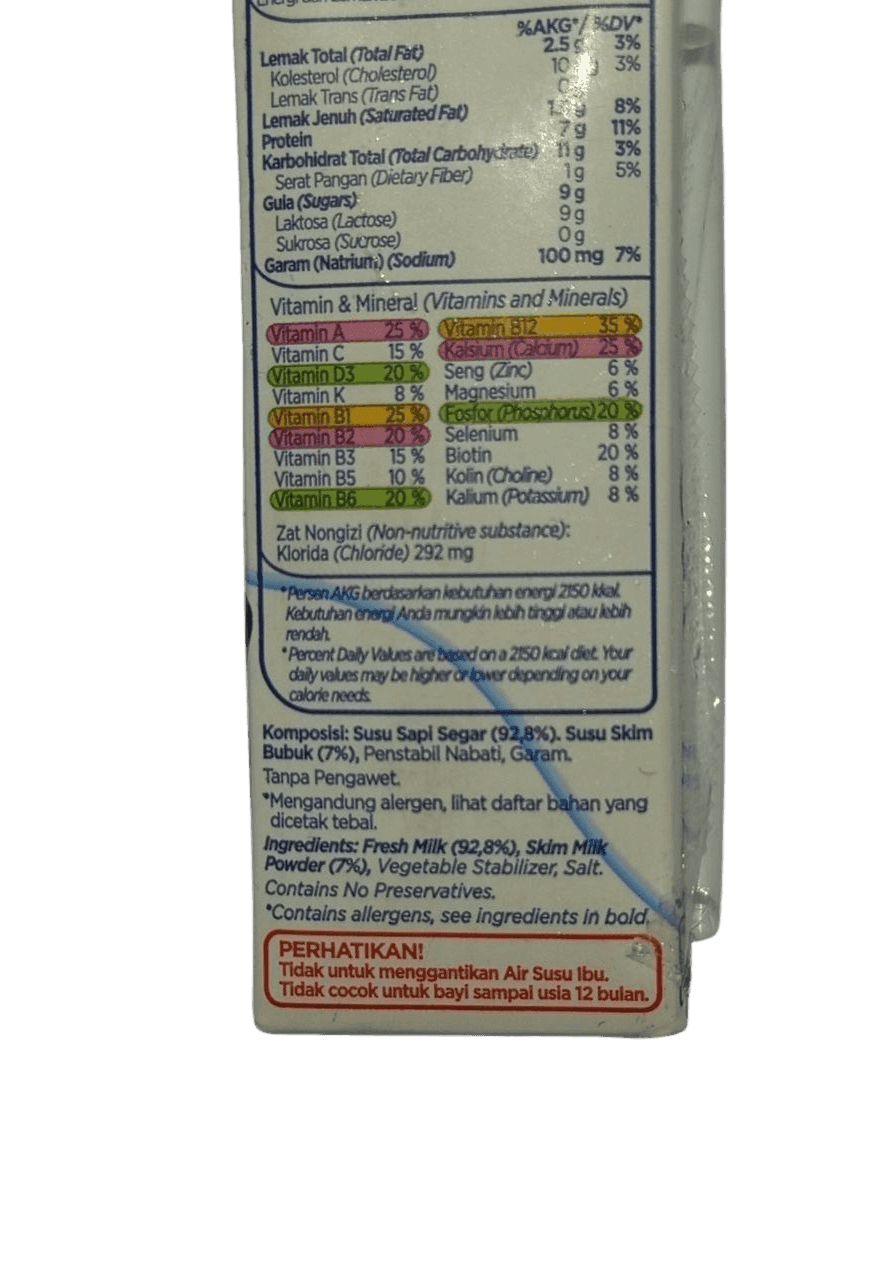 %AKG*/ %DV*
Lemak Total (Total Fat) 2.5 g 3%
Kolesterol (Cholesterol) 10 3%
Lemak Trans (Trans Fat)
Lemak Jenuh (Saturated Fat) 8%
Protein 7 g 11%
Karbohidrat Total (Total Carbohydrate) 11 g 3%
Serat Pangan (Dietary Fiber) 1 g 5%
Gula (Sugars) 9 g
Laktosa (Lactose) 9 g
Sukrosa (Sucrose) 0 g
Garam (Natrium) (Sodium) 100 mg 7%
Vitamin & Mineral (Vitamins and Minerals)
Vitamin A 25 % Vitamin B12 35 %
Vitamin C 15 % Kalsium (Calcium) 25 %
Vitamin D3 20 % Seng (Zinc) 6 %
Vitamin K 8 % Magnesium 6 %
Vitamin B1 25 % Fosfor (Phosphorus) 20 %
Vitamin B2 20 % Selenium 8 %
Vitamin B3 15 % Biotin 20 %
Vitamin B5 10 % Kolin (Choline) 8 %
Vitamin B6 20 % Kalium (Potassium) 8 %
Zat Nongizi (Non-nutritive substance):
Klorida (Chloride) 292 mg
*Persen AKG berdasarkan kebutuhan energi 2150 kkal.
Kebutuhan energi Anda mungkin lebih tinggi atau lebih
rendah.
*Percent Daily Values are based on a 2150 kcal diet. Your
daily values may be higher or lower depending on your
calorie needs.
Komposisi: Susu Sapi Segar (92,8%). Susu Skim
Bubuk (7%), Penstabil Nabati, Garam.
Tanpa Pengawet.
*Mengandung alergen, lihat daftar bahan yang
dicetak tebal.
Ingredients: Fresh Milk (92,8%), Skim Milk
Powder (7%), Vegetable Stabilizer, Salt.
Contains No Preservatives.
*Contains allergens, see ingredients in bold.
PERHATIKAN!
Tidak untuk menggantikan Air Susu Ibu.
Tidak cocok untuk bayi sampai usia 12 bulan.